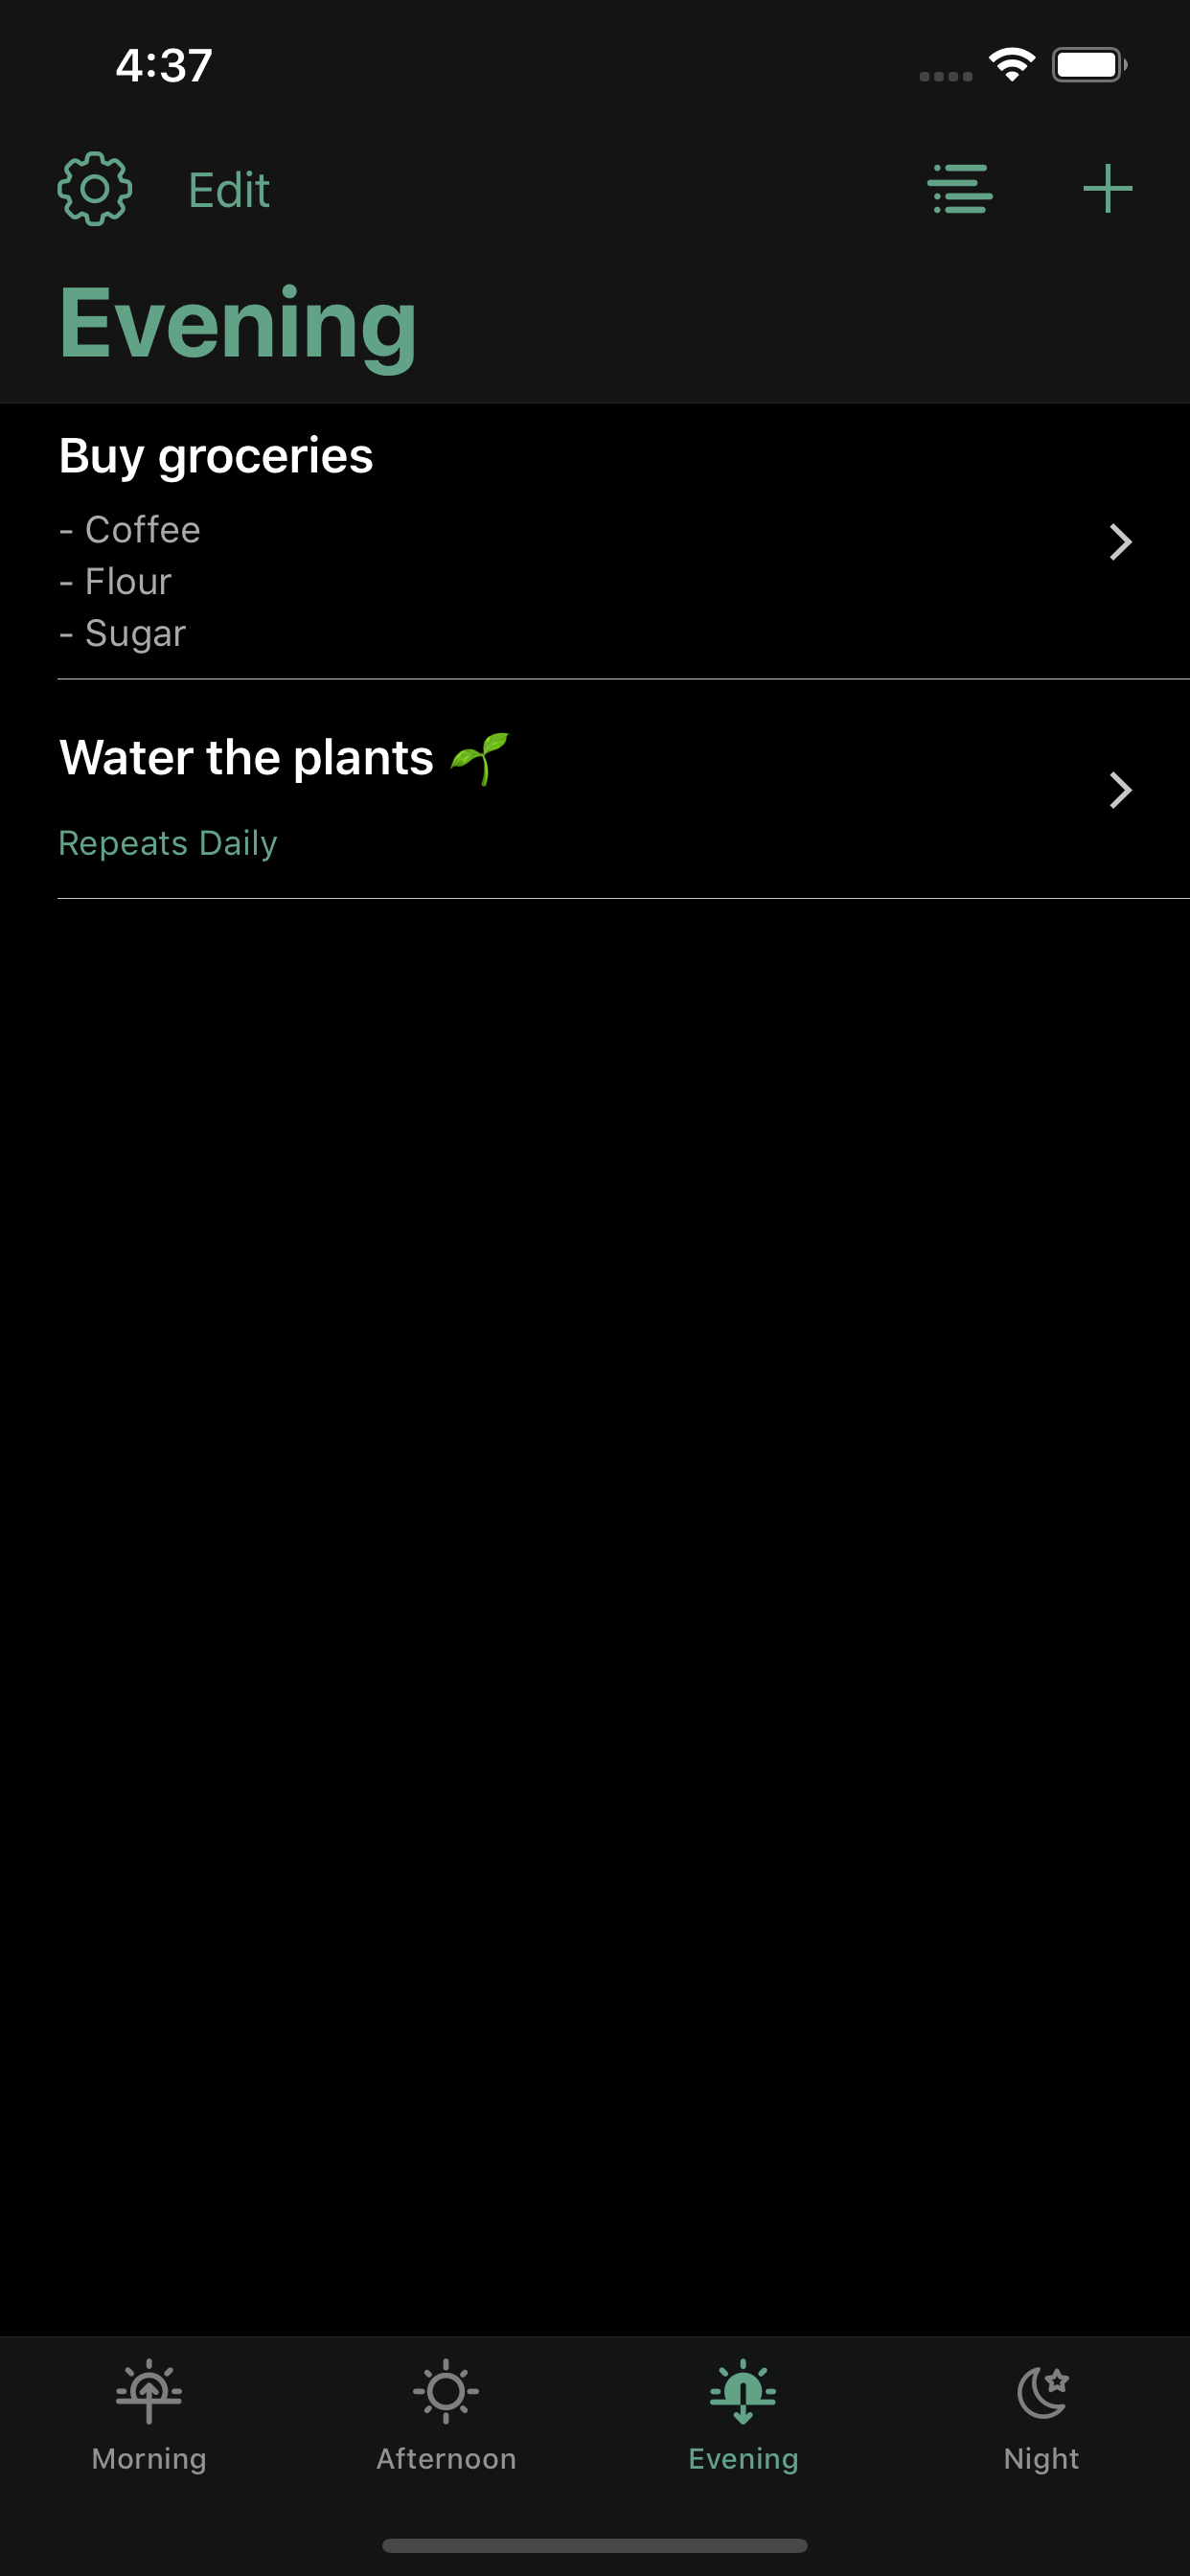 4:37
Edit
Evening
Buy groceries
- Coffee
- Flour
- Sugar
Water the plants 🌱
Repeats Daily
Morning
Afternoon
Evening
Night